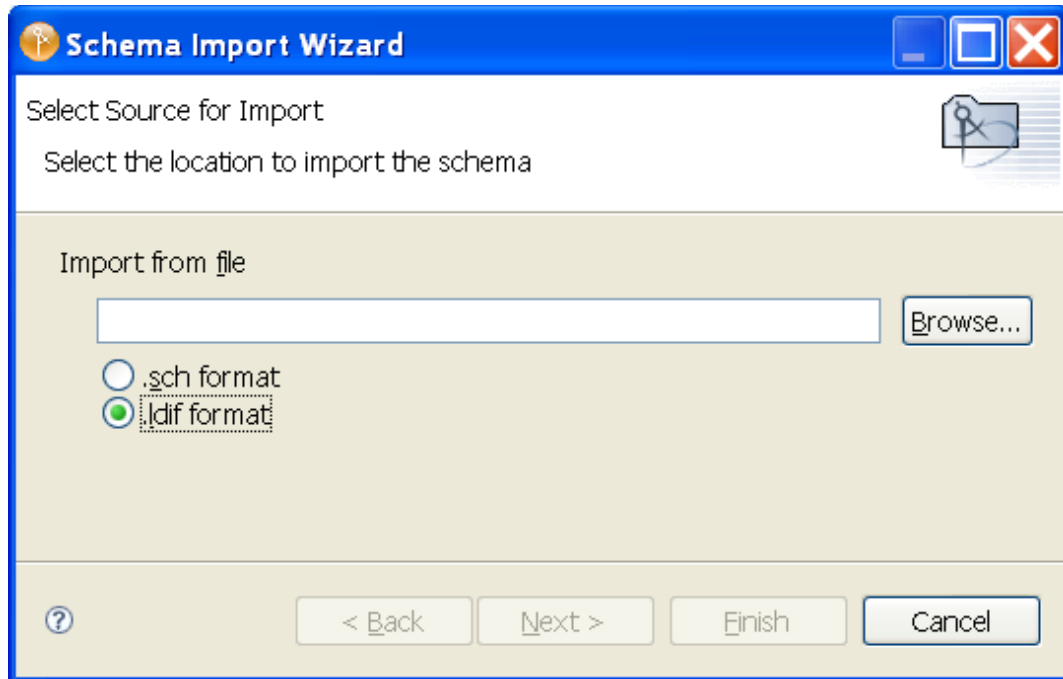 Schema Import Wizard
Select Source for Import
Select the location to import the schema
Import from file
Browse...
.sch format
.ldif format
?
< Back Next > Finish Cancel